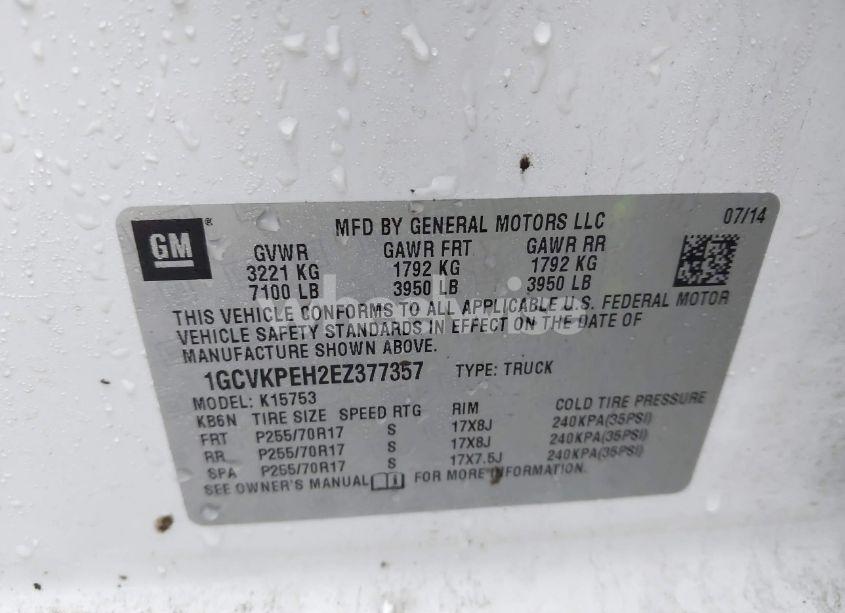 GM ®
MFD BY GENERAL MOTORS LLC
07/14
GVWR GAWR FRT GAWR RR
3221 KG 1792 KG 1792 KG
7100 LB 3950 LB 3950 LB
THIS VEHICLE CONFORMS TO ALL APPLICABLE U.S. FEDERAL MOTOR
VEHICLE SAFETY STANDARDS IN EFFECT ON THE DATE OF
MANUFACTURE SHOWN ABOVE.
1GCVKPEH2EZ377357 TYPE: TRUCK
MODEL: K15753
KB6N TIRE SIZE SPEED RTG RIM COLD TIRE PRESSURE
FRT P255/70R17 S 17X8J 240KPA(35PSI)
RR P255/70R17 S 17X8J 240KPA(35PSI)
SPA P255/70R17 S 17X7.5J 240KPA(35PSI)
SEE OWNER'S MANUAL FOR MORE INFORMATION.